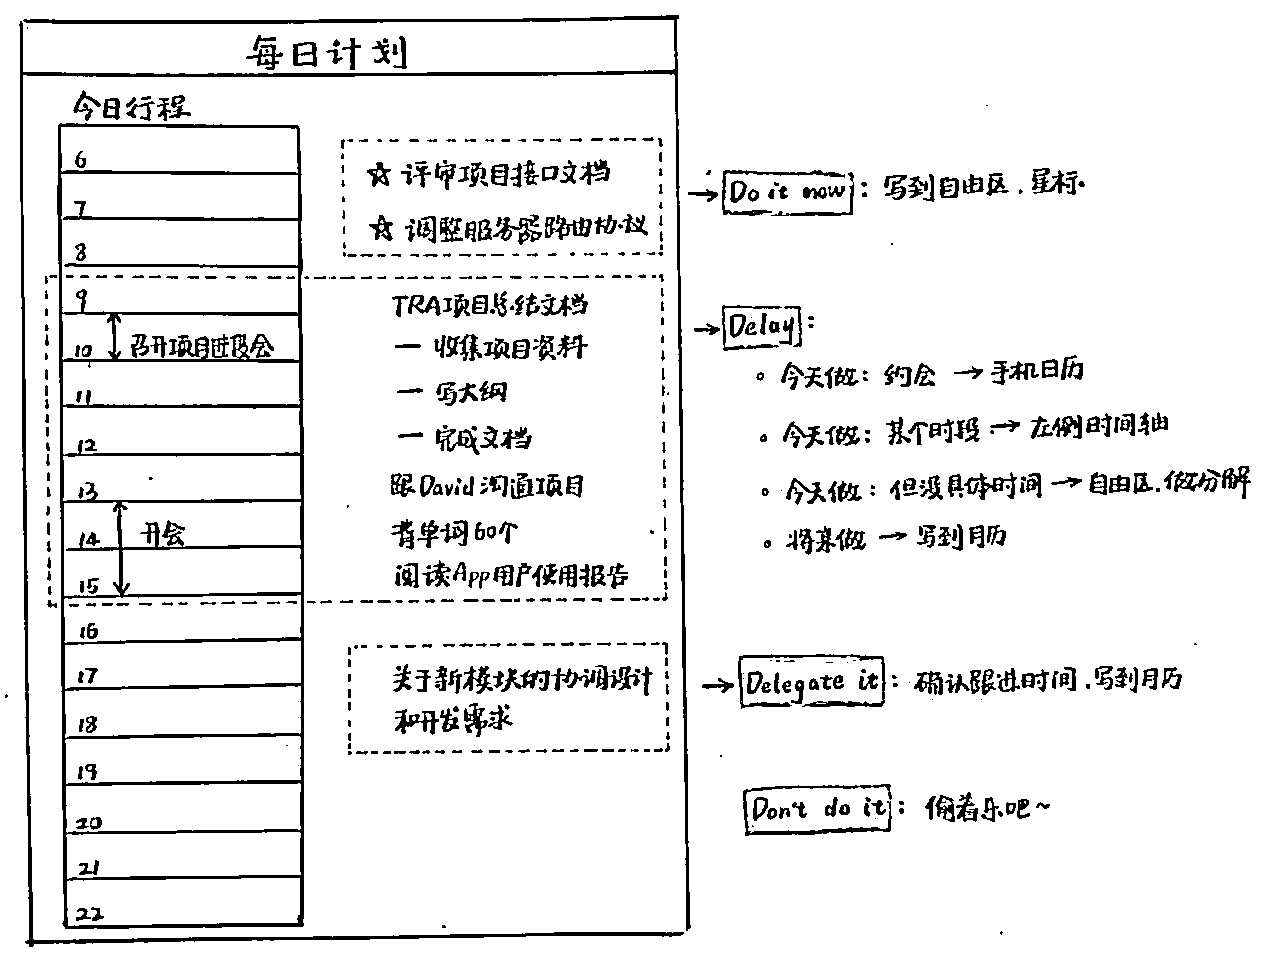 每日计划
今日行程
6
7
8
9
10 召开项目进段会
11
12
13
14 开会
15
16
17
18
19
20
21
22
☆ 评审项目接口文档
☆ 调整服务器路由协议
TRA项目总结文档
— 收集项目资料
— 写大纲
— 完成文档
跟David沟通项目
背单词60个
阅读App用户使用报告
关于新模块的协调设计
和开发需求
→ Do it now: 写到自由区.星标.
→ Delay:
∘ 今天做: 约会 → 手机日历
∘ 今天做: 某个时段 → 左侧时间轴
∘ 今天做: 但没具体时间 → 自由区.做分解
∘ 将来做 → 写到月历
→ Delegate it: 确认跟进时间.写到月历
Don't do it: 偷着乐吧~